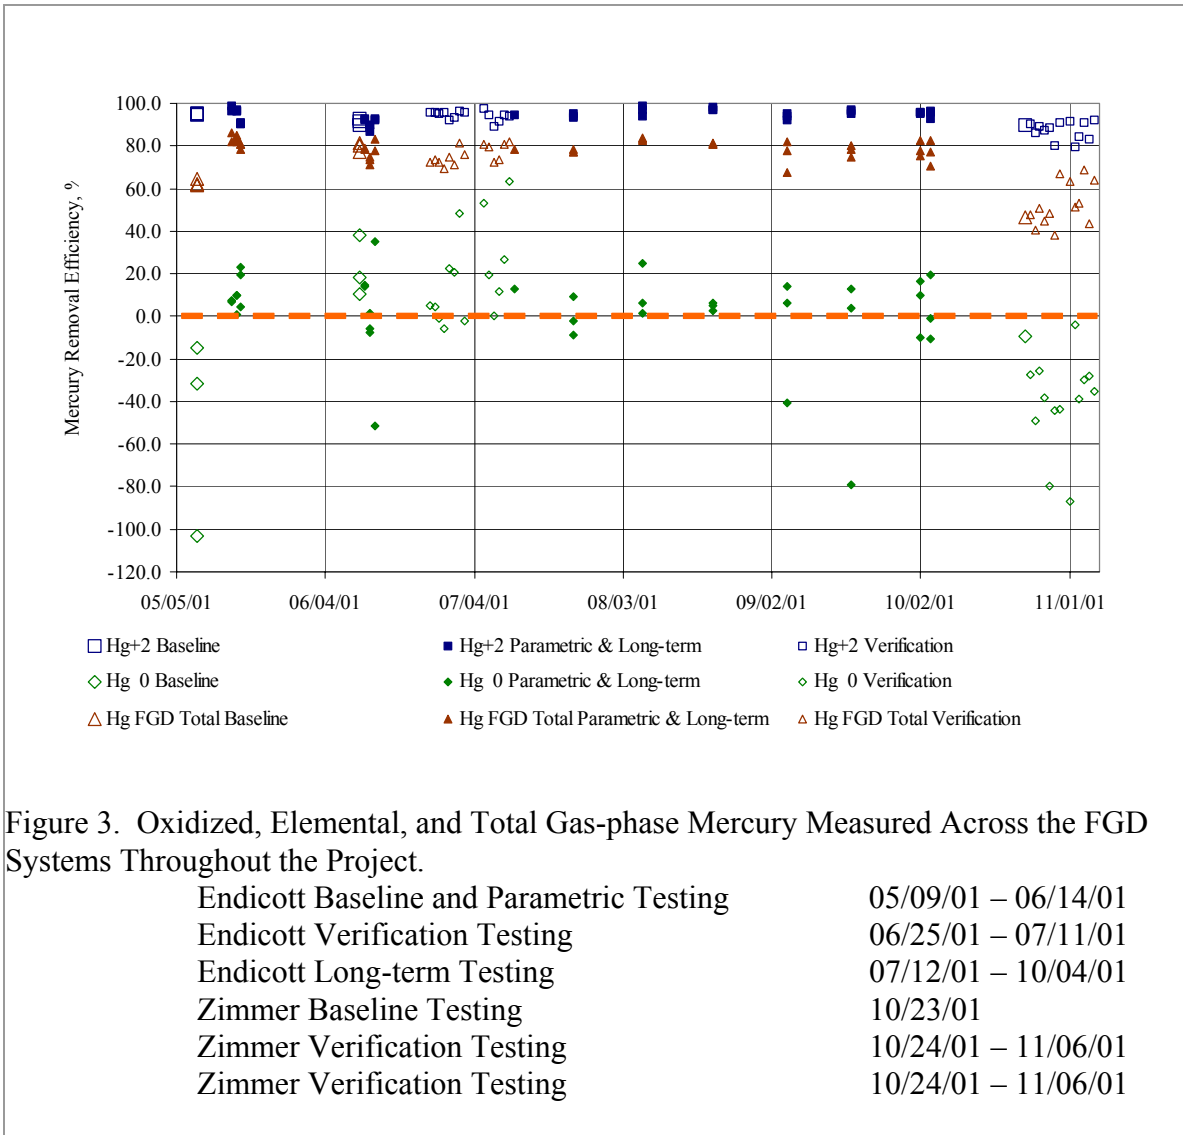 Mercury Removal Efficiency, %
100.0
80.0
60.0
40.0
20.0
0.0
-20.0
-40.0
-60.0
-80.0
-100.0
-120.0
05/05/01 06/04/01 07/04/01 08/03/01 09/02/01 10/02/01 11/01/01
Hg+2 Baseline Hg+2 Parametric & Long-term Hg+2 Verification
Hg 0 Baseline Hg 0 Parametric & Long-term Hg 0 Verification
Hg FGD Total Baseline Hg FGD Total Parametric & Long-term Hg FGD Total Verification
Figure 3. Oxidized, Elemental, and Total Gas-phase Mercury Measured Across the FGD
Systems Throughout the Project.
Endicott Baseline and Parametric Testing 05/09/01 – 06/14/01
Endicott Verification Testing 06/25/01 – 07/11/01
Endicott Long-term Testing 07/12/01 – 10/04/01
Zimmer Baseline Testing 10/23/01
Zimmer Verification Testing 10/24/01 – 11/06/01
Zimmer Verification Testing 10/24/01 – 11/06/01